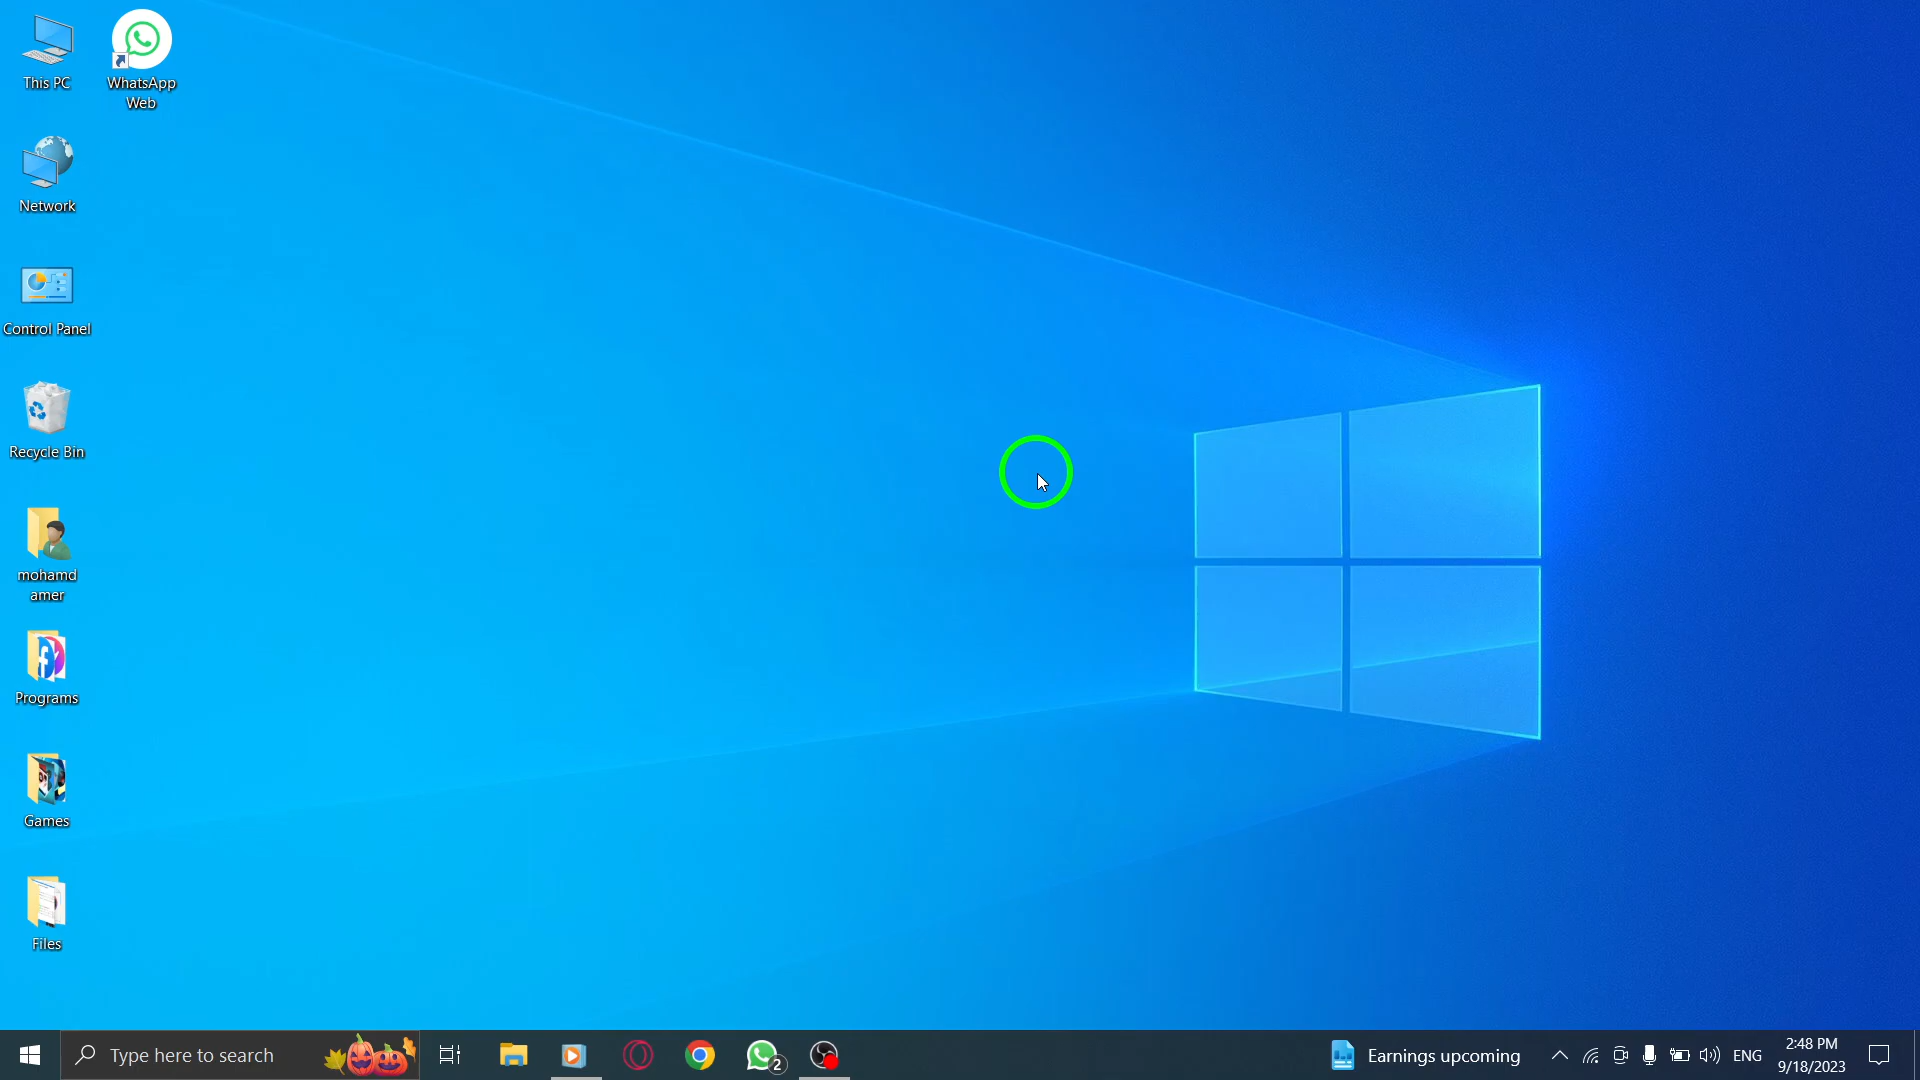 This PC
WhatsApp
Web
Network
Control Panel
Recycle Bin
mohamd
amer
Programs
Games
Files
Type here to search
2
Earnings upcoming
ENG
2:48 PM
9/18/2023